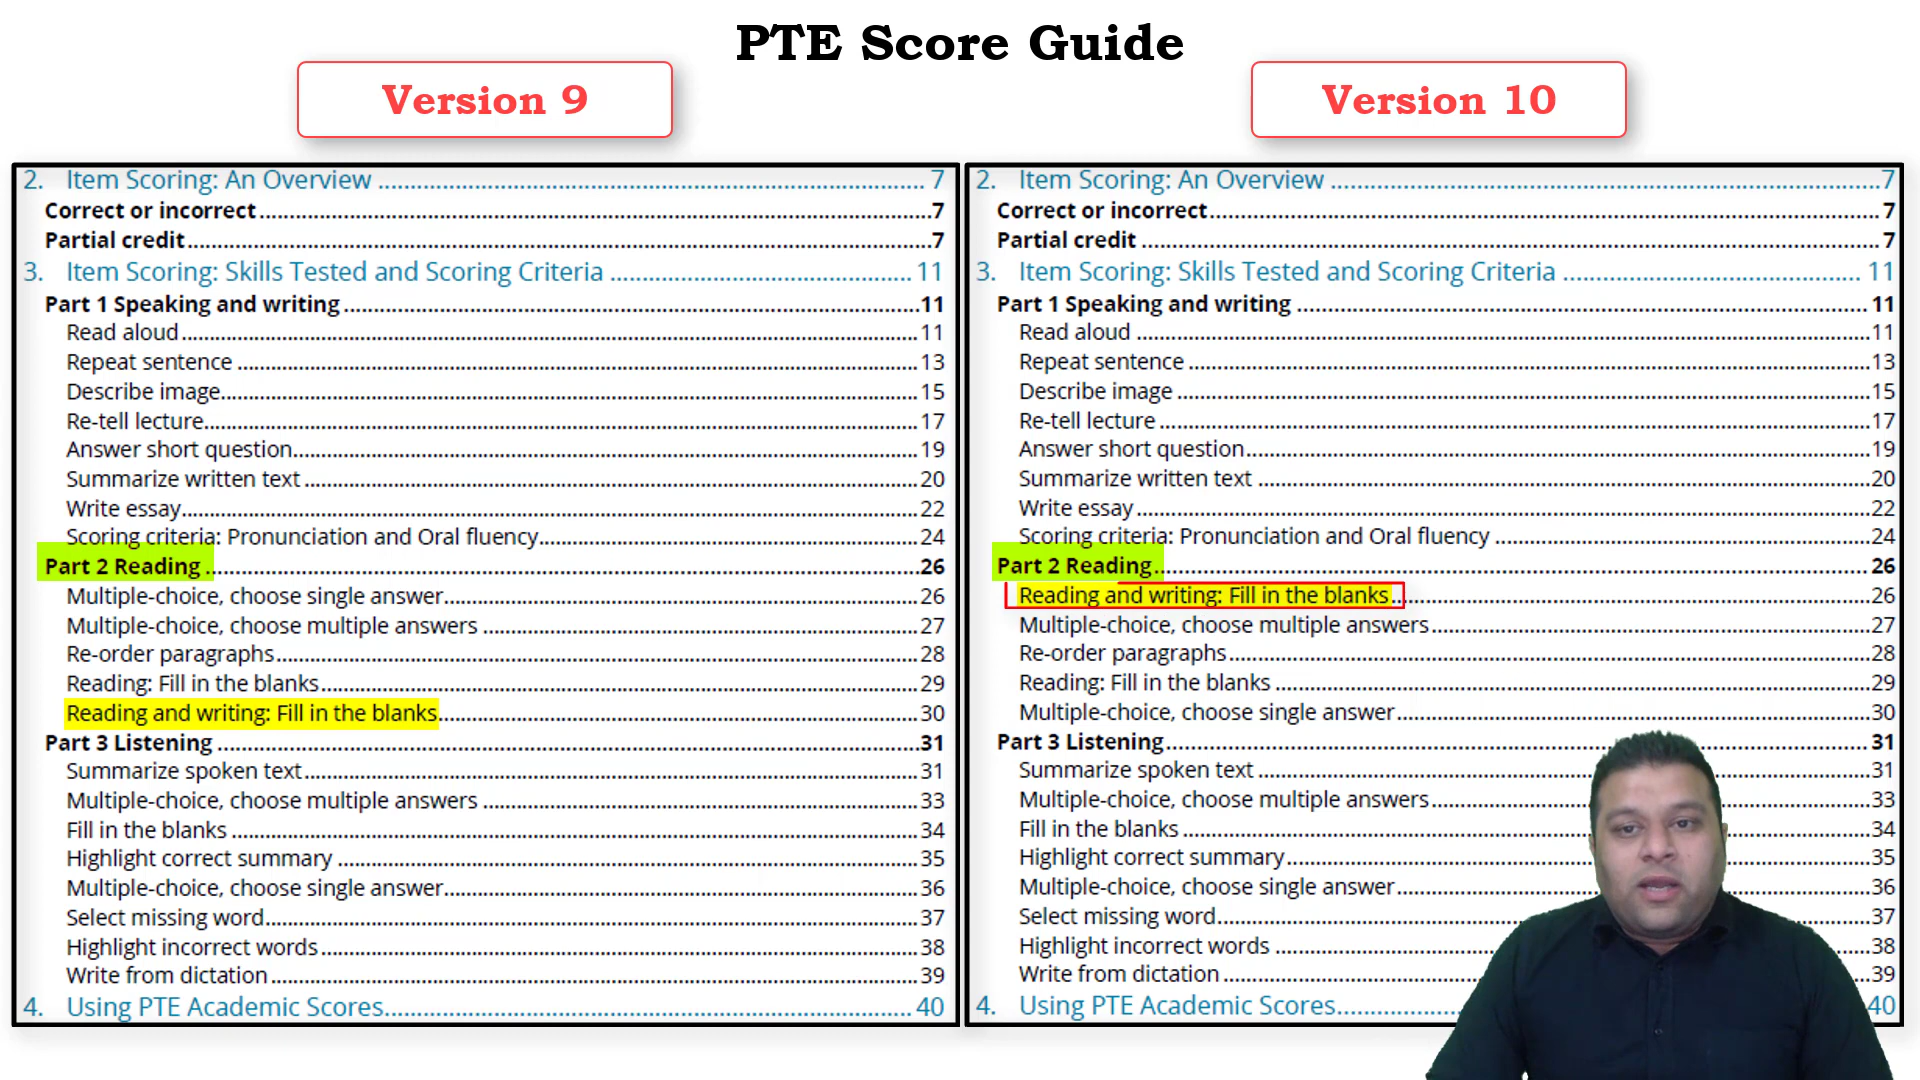 PTE Score Guide
Version 9
Version 10
2. Item Scoring: An Overview ........ 7
Correct or incorrect ........ 7
Partial credit ........ 7
3. Item Scoring: Skills Tested and Scoring Criteria ........ 11
Part 1 Speaking and writing ........ 11
Read aloud ........ 11
Repeat sentence ........ 13
Describe image ........ 15
Re-tell lecture ........ 17
Answer short question ........ 19
Summarize written text ........ 20
Write essay ........ 22
Scoring criteria: Pronunciation and Oral fluency ........ 24
Part 2 Reading ........ 26
Multiple-choice, choose single answer ........ 26
Multiple-choice, choose multiple answers ........ 27
Re-order paragraphs ........ 28
Reading: Fill in the blanks ........ 29
Reading and writing: Fill in the blanks ........ 30
Part 3 Listening ........ 31
Summarize spoken text ........ 31
Multiple-choice, choose multiple answers ........ 33
Fill in the blanks ........ 34
Highlight correct summary ........ 35
Multiple-choice, choose single answer ........ 36
Select missing word ........ 37
Highlight incorrect words ........ 38
Write from dictation ........ 39
4. Using PTE Academic Scores ........ 40
2. Item Scoring: An Overview ........ 7
Correct or incorrect ........ 7
Partial credit ........ 7
3. Item Scoring: Skills Tested and Scoring Criteria ........ 11
Part 1 Speaking and writing ........ 11
Read aloud ........ 11
Repeat sentence ........ 13
Describe image ........ 15
Re-tell lecture ........ 17
Answer short question ........ 19
Summarize written text ........ 20
Write essay ........ 22
Scoring criteria: Pronunciation and Oral fluency ........ 24
Part 2 Reading ........ 26
Reading and writing: Fill in the blanks ........ 26
Multiple-choice, choose multiple answers ........ 27
Re-order paragraphs ........ 28
Reading: Fill in the blanks ........ 29
Multiple-choice, choose single answer ........ 30
Part 3 Listening ........ 31
Summarize spoken text ........ 31
Multiple-choice, choose multiple answers ........ 33
Fill in the blanks ........ 34
Highlight correct summary ........ 35
Multiple-choice, choose single answer ........ 36
Select missing word ........ 37
Highlight incorrect words ........ 38
Write from dictation ........ 39
4. Using PTE Academic Scores ........ 40